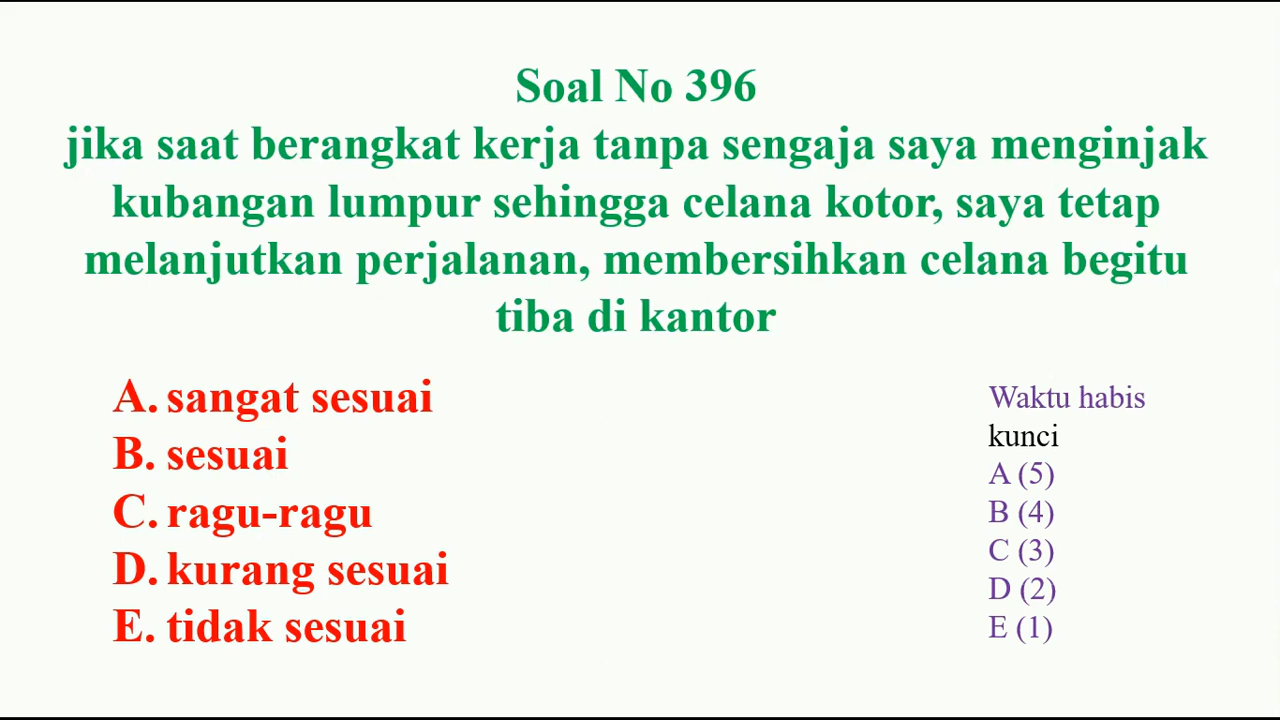 Soal No 396
jika saat berangkat kerja tanpa sengaja saya menginjak
kubangan lumpur sehingga celana kotor, saya tetap
melanjutkan perjalanan, membersihkan celana begitu
tiba di kantor
A. sangat sesuai
B. sesuai
C. ragu-ragu
D. kurang sesuai
E. tidak sesuai
Waktu habis
kunci
A (5)
B (4)
C (3)
D (2)
E (1)